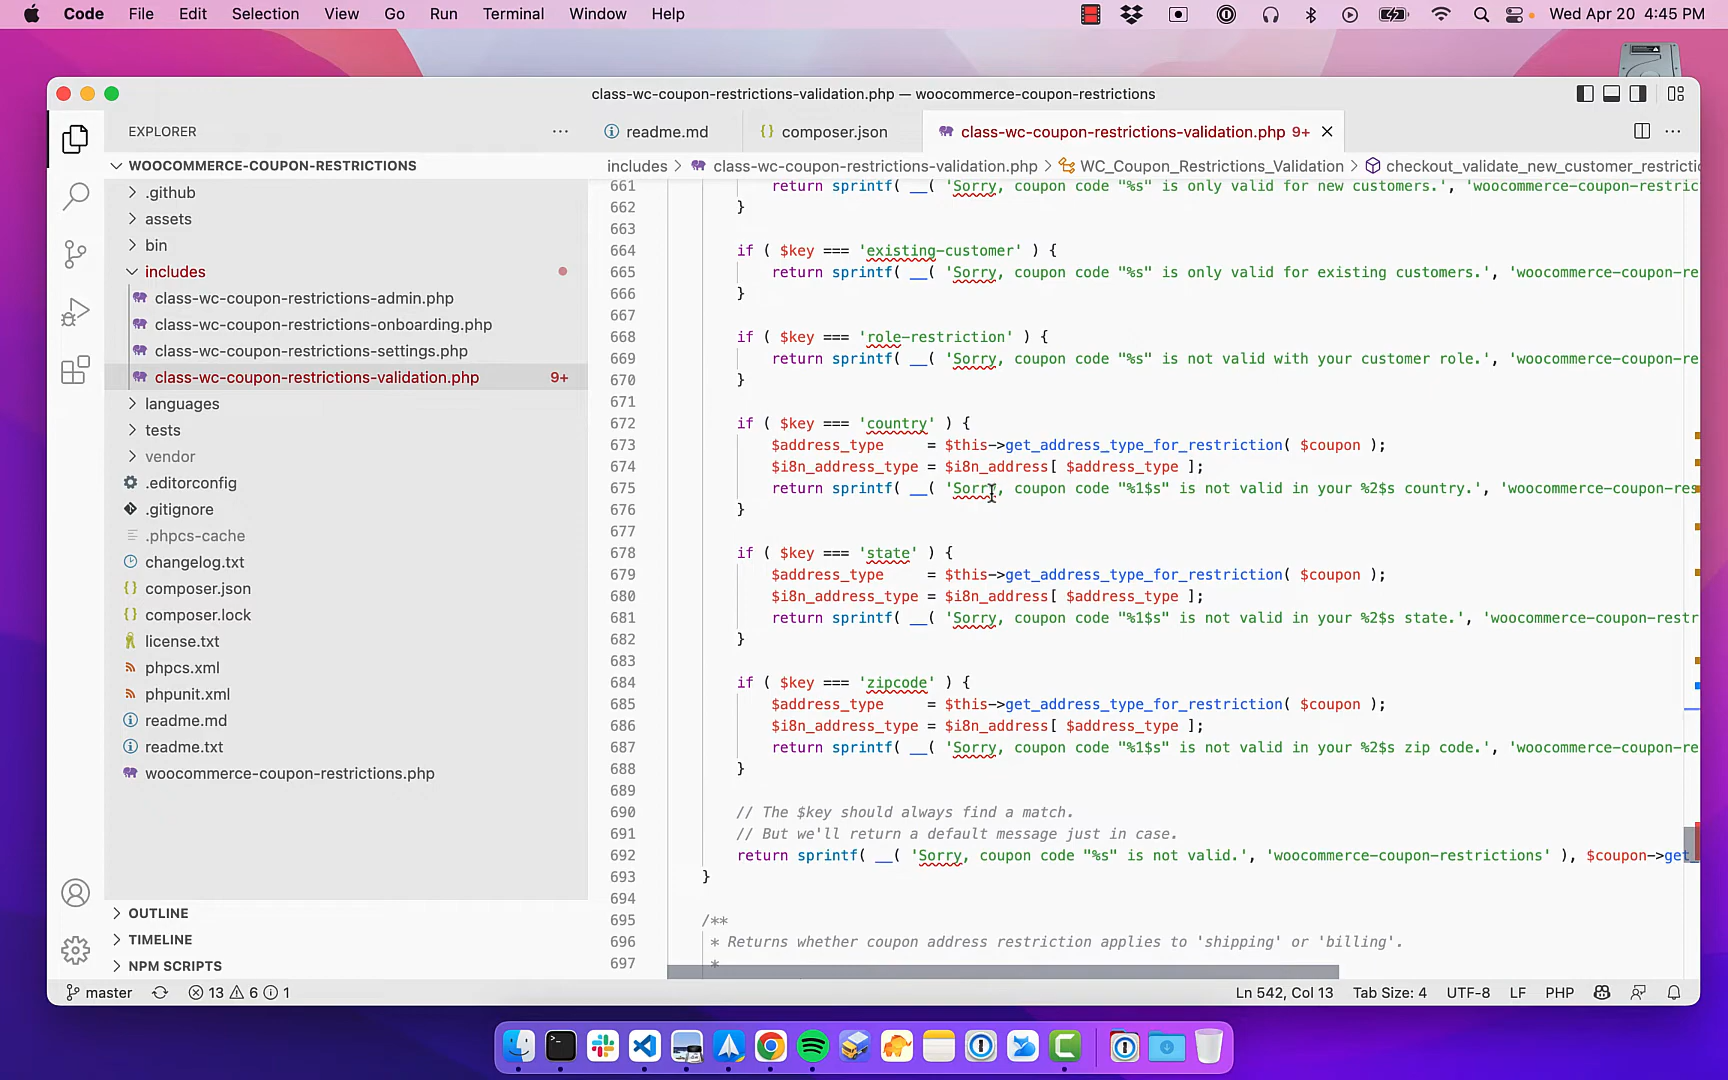 Code File Edit Selection View Go Run Terminal Window Help Wed Apr 20 4:45 PM
class-wc-coupon-restrictions-validation.php — woocommerce-coupon-restrictions
EXPLORER
readme.md composer.json class-wc-coupon-restrictions-validation.php 9+
includes > class-wc-coupon-restrictions-validation.php > WC_Coupon_Restrictions_Validation > checkout_validate_new_customer_restrictio
WOOCOMMERCE-COUPON-RESTRICTIONS
.github
assets
bin
includes
class-wc-coupon-restrictions-admin.php
class-wc-coupon-restrictions-onboarding.php
class-wc-coupon-restrictions-settings.php
class-wc-coupon-restrictions-validation.php 9+
languages
tests
vendor
.editorconfig
.gitignore
.phpcs-cache
changelog.txt
composer.json
composer.lock
license.txt
phpcs.xml
phpunit.xml
readme.md
readme.txt
woocommerce-coupon-restrictions.php
OUTLINE
TIMELINE
NPM SCRIPTS
661 return sprintf( __( 'Sorry, coupon code "%s" is only valid for new customers.', 'woocommerce-coupon-restric
662 }
663
664 if ( $key === 'existing-customer' ) {
665 return sprintf( __( 'Sorry, coupon code "%s" is only valid for existing customers.', 'woocommerce-coupon-re
666 }
667
668 if ( $key === 'role-restriction' ) {
669 return sprintf( __( 'Sorry, coupon code "%s" is not valid with your customer role.', 'woocommerce-coupon-re
670 }
671
672 if ( $key === 'country' ) {
673 $address_type = $this->get_address_type_for_restriction( $coupon );
674 $i8n_address_type = $i8n_address[ $address_type ];
675 return sprintf( __( 'Sorry, coupon code "%1$s" is not valid in your %2$s country.', 'woocommerce-coupon-res
676 }
677
678 if ( $key === 'state' ) {
679 $address_type = $this->get_address_type_for_restriction( $coupon );
680 $i8n_address_type = $i8n_address[ $address_type ];
681 return sprintf( __( 'Sorry, coupon code "%1$s" is not valid in your %2$s state.', 'woocommerce-coupon-restr
682 }
683
684 if ( $key === 'zipcode' ) {
685 $address_type = $this->get_address_type_for_restriction( $coupon );
686 $i8n_address_type = $i8n_address[ $address_type ];
687 return sprintf( __( 'Sorry, coupon code "%1$s" is not valid in your %2$s zip code.', 'woocommerce-coupon-re
688 }
689
690 // The $key should always find a match.
691 // But we'll return a default message just in case.
692 return sprintf( __( 'Sorry, coupon code "%s" is not valid.', 'woocommerce-coupon-restrictions' ), $coupon->get_
693 }
694
695 /**
696 * Returns whether coupon address restriction applies to 'shipping' or 'billing'.
697 *
master 13 6 1 Ln 542, Col 13 Tab Size: 4 UTF-8 LF PHP